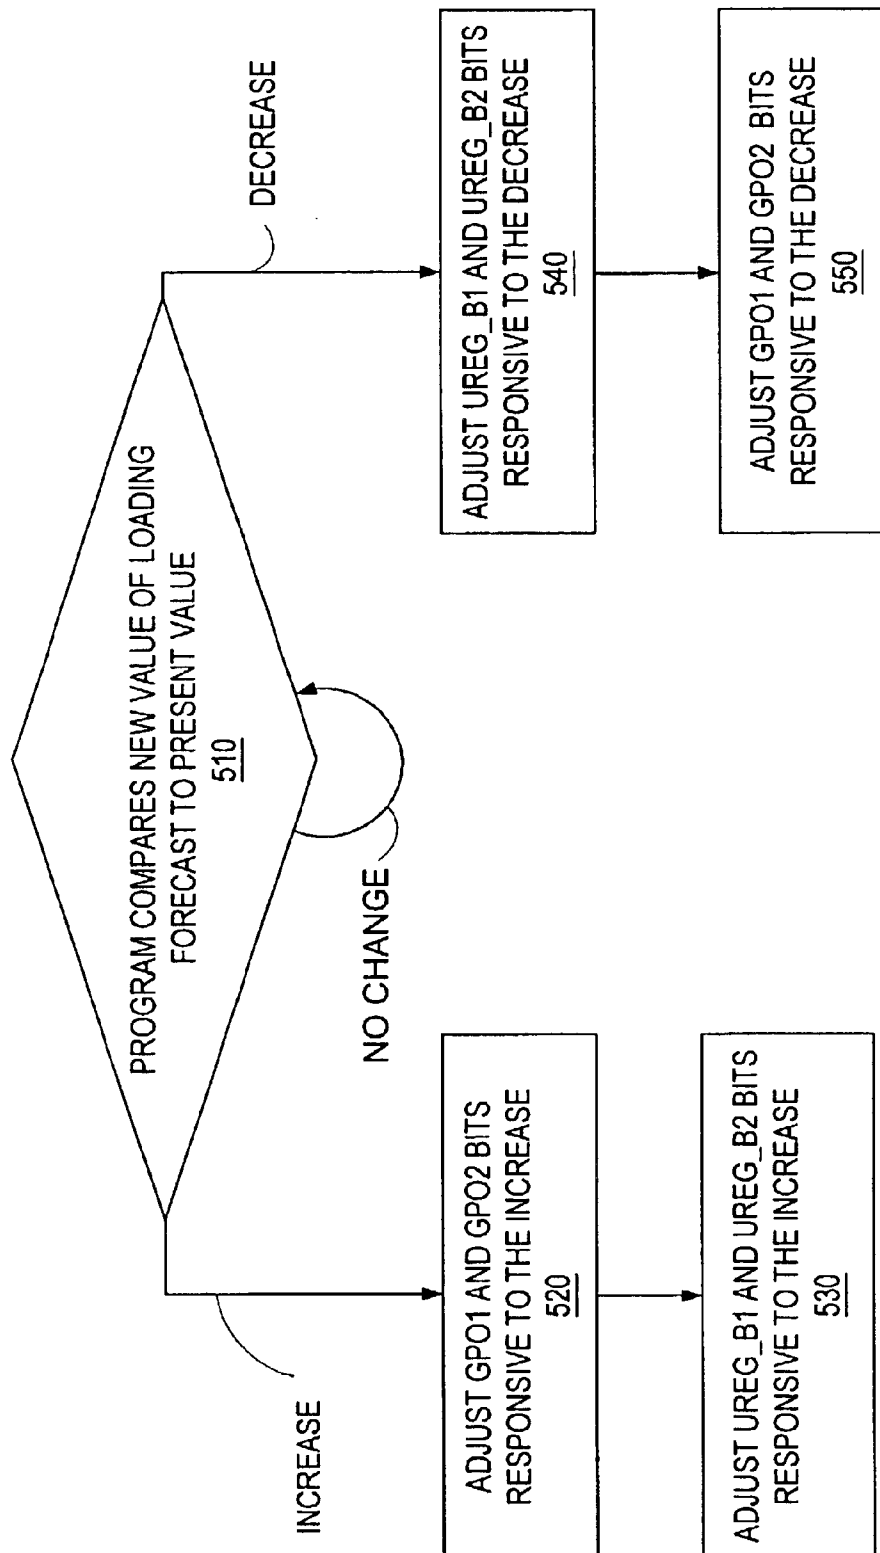 PROGRAM COMPARES NEW VALUE OF LOADING
FORECAST TO PRESENT VALUE
510
INCREASE
NO CHANGE
DECREASE
ADJUST GPO1 AND GPO2 BITS
RESPONSIVE TO THE INCREASE
520
ADJUST UREG_B1 AND UREG_B2 BITS
RESPONSIVE TO THE INCREASE
530
ADJUST UREG_B1 AND UREG_B2 BITS
RESPONSIVE TO THE DECREASE
540
ADJUST GPO1 AND GPO2 BITS
RESPONSIVE TO THE DECREASE
550